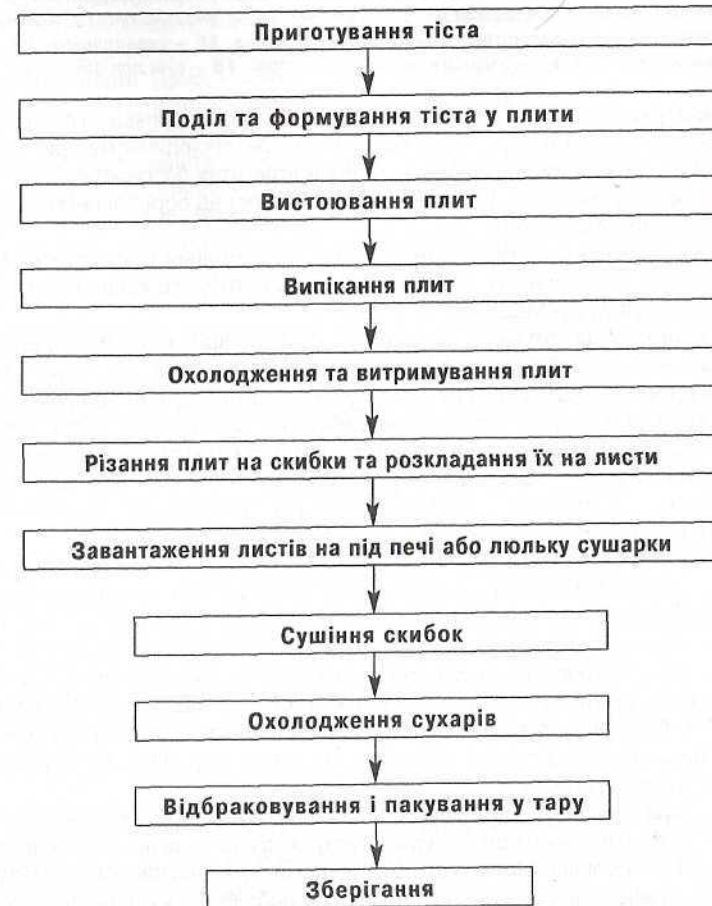 Приготування тіста
Поділ та формування тіста у плити
Вистоювання плит
Випікання плит
Охолодження та витримування плит
Різання плит на скибки та розкладання їх на листи
Завантаження листів на під печі або люльку сушарки
Сушіння скибок
Охолодження сухарів
Відбраковування і пакування у тару
Зберігання